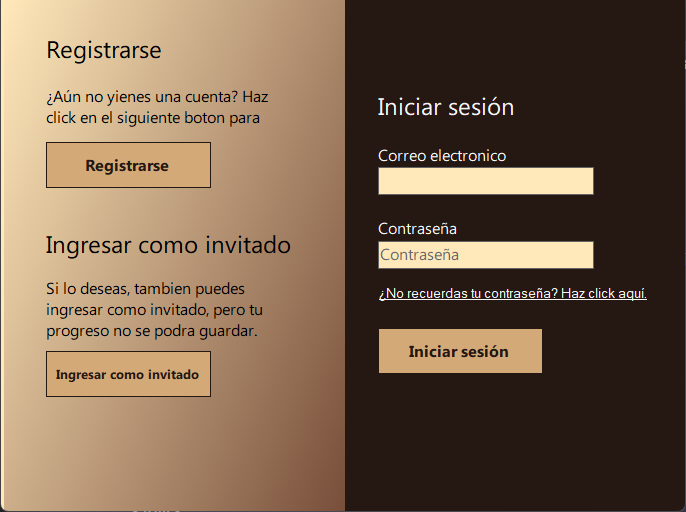 Registrarse
¿Aún no yienes una cuenta? Haz
click en el siguiente boton para
Registrarse
Ingresar como invitado
Si lo deseas, tambien puedes
ingresar como invitado, pero tu
progreso no se podra guardar.
Ingresar como invitado
Iniciar sesión
Correo electronico
Contraseña
Contraseña
¿No recuerdas tu contraseña? Haz click aquí.
Iniciar sesión